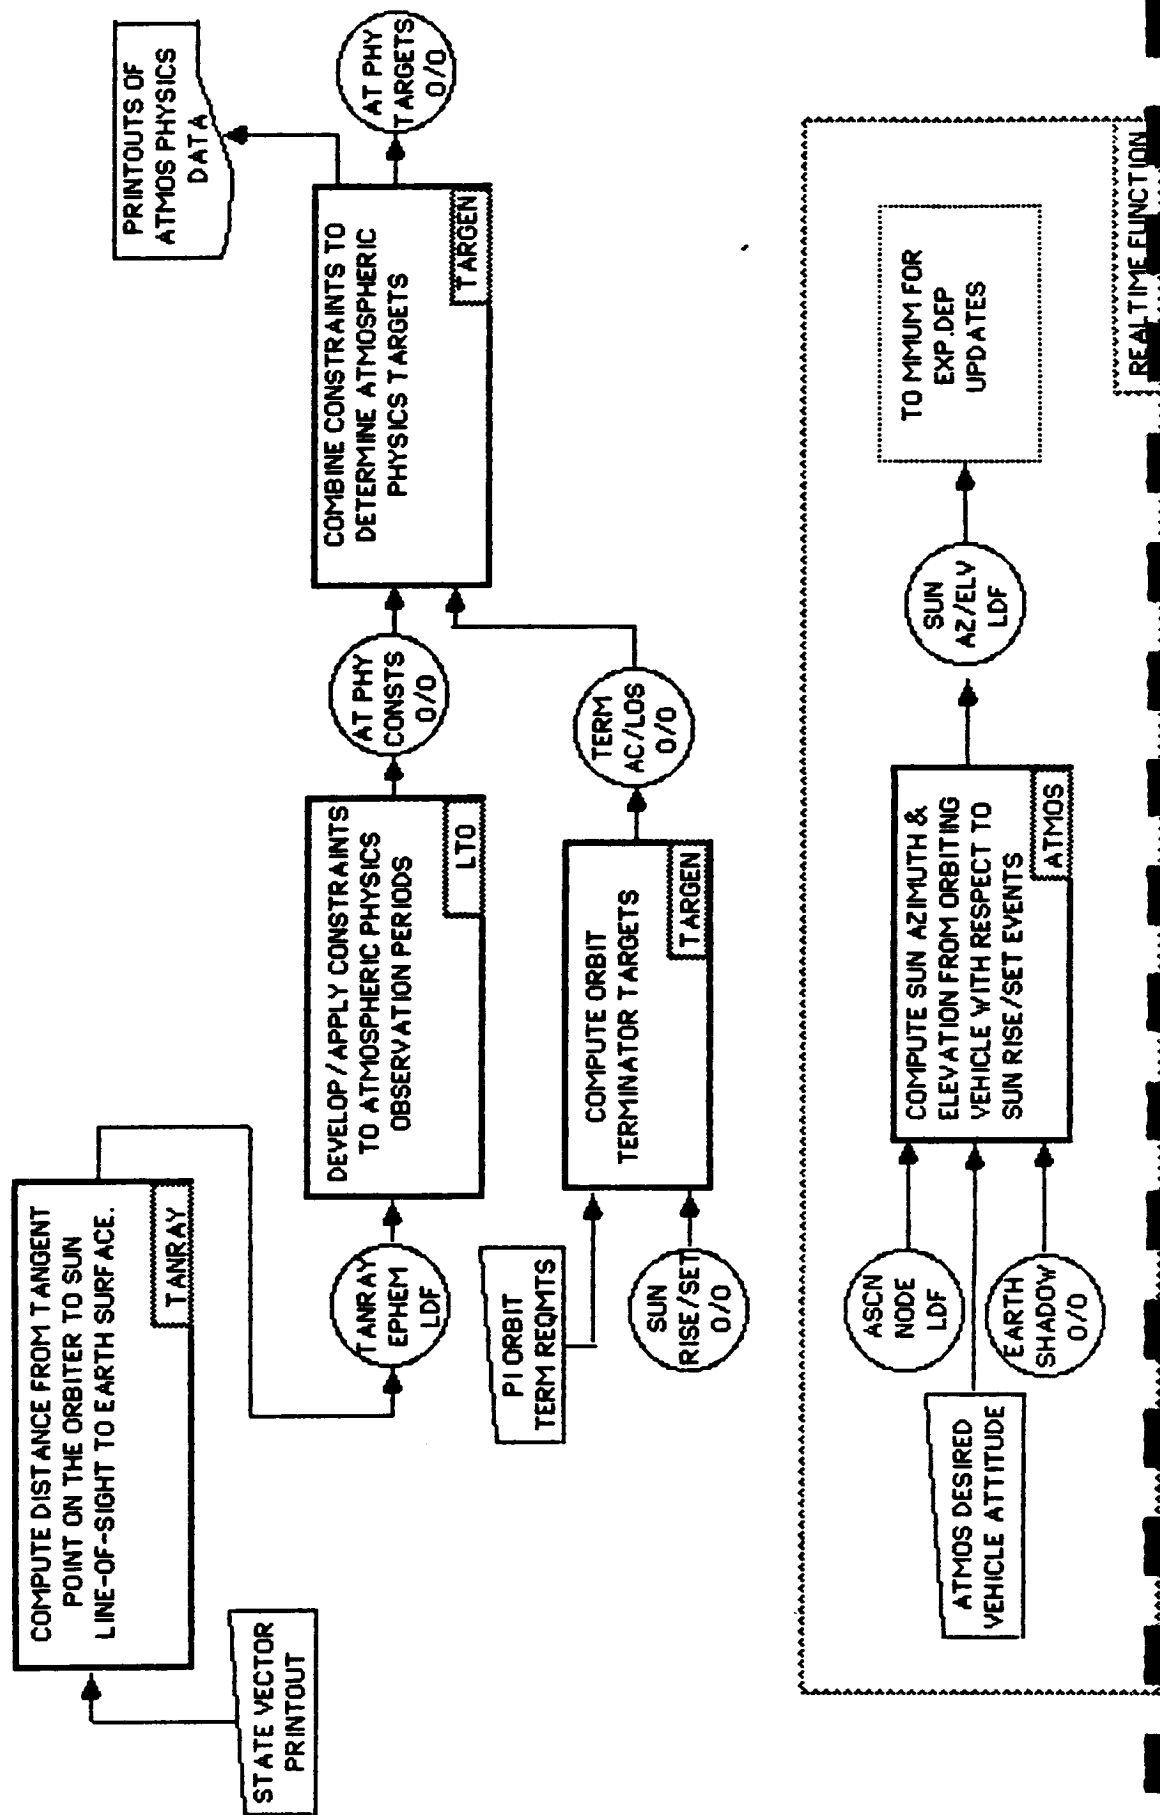 COMPUTE DISTANCE FROM TANGENT
POINT ON THE ORBITER TO SUN
LINE-OF-SIGHT TO EARTH SURFACE.
TANRAY
STATE VECTOR
PRINTOUT
TANRAY
EPHEM
LDF
DEVELOP/APPLY CONSTRAINTS
TO ATMOSPHERIC PHYSICS
OBSERVATION PERIODS
LTO
AT PHY
CONSTS
O/O
COMBINE CONSTRAINTS TO
DETERMINE ATMOSPHERIC
PHYSICS TARGETS
TARGEN
PRINTOUTS OF
ATMOS PHYSICS
DATA
AT PHY
TARGETS
O/O
PI ORBIT
TERM REQMTS
SUN
RISE/SET
O/O
COMPUTE ORBIT
TERMINATOR TARGETS
TARGEN
TERM
AC/LOS
O/O
ASCN
NODE
LDF
ATMOS DESIRED
VEHICLE ATTITUDE
EARTH
SHADOW
O/O
COMPUTE SUN AZIMUTH &
ELEVATION FROM ORBITING
VEHICLE WITH RESPECT TO
SUN RISE/SET EVENTS
ATMOS
SUN
AZ/ELV
LDF
TO MMUM FOR
EXP.DEP
UPDATES
REALTIME FUNCTION